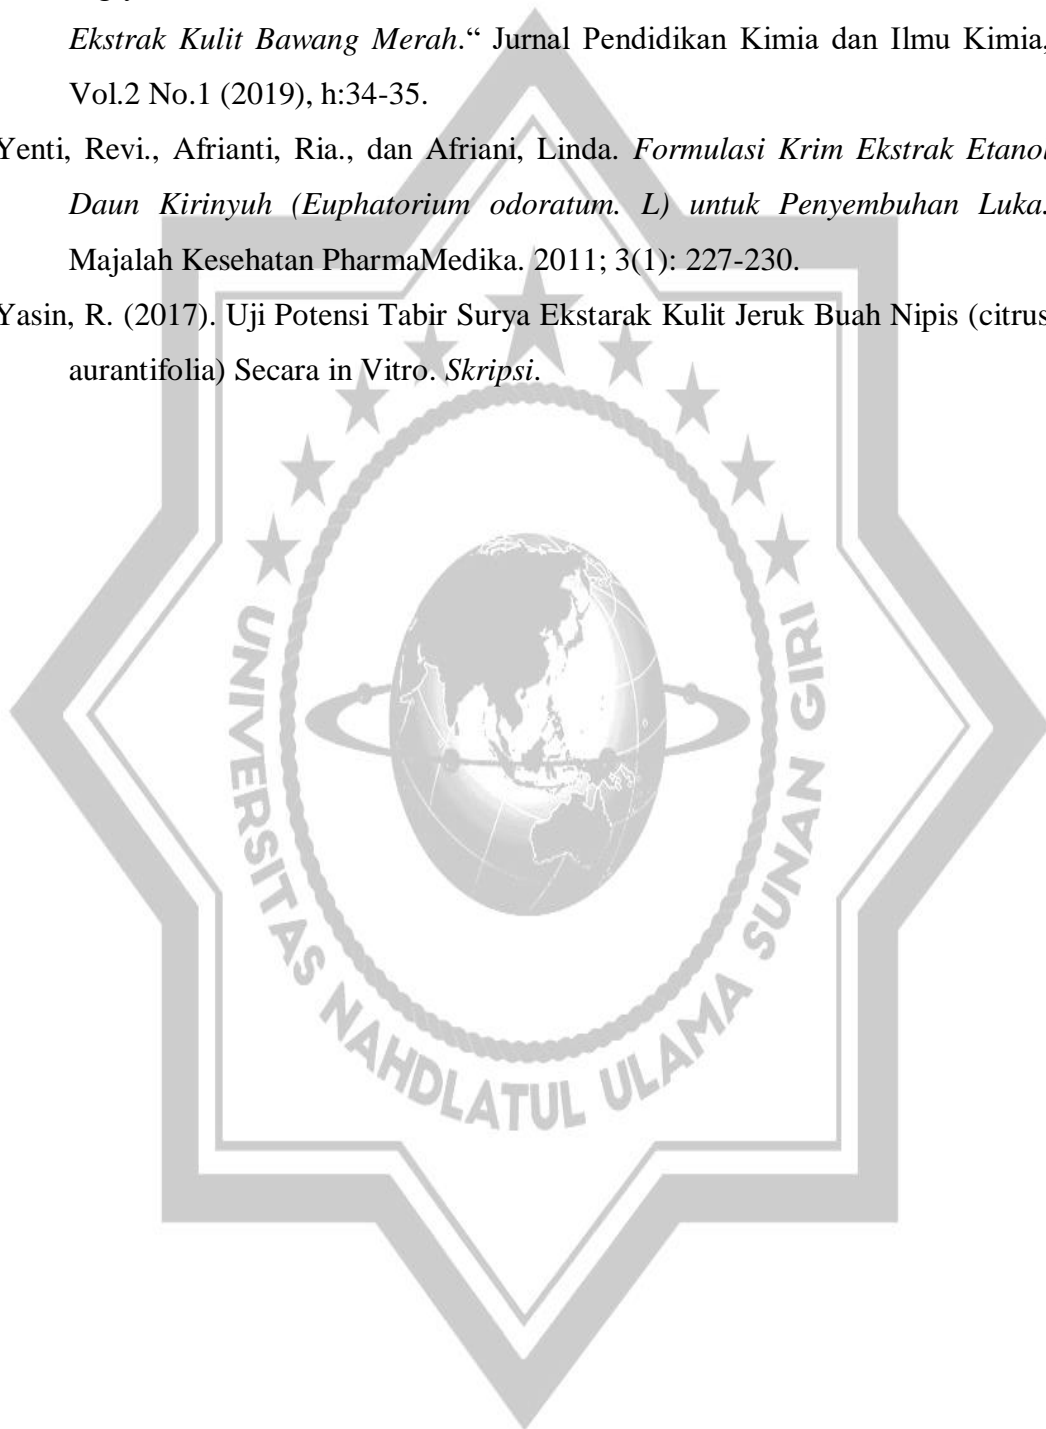 Ekstrak Kulit Bawang Merah.“ Jurnal Pendidikan Kimia dan Ilmu Kimia,
Vol.2 No.1 (2019), h:34-35.
Yenti, Revi., Afrianti, Ria., dan Afriani, Linda. Formulasi Krim Ekstrak Etanol
Daun Kirinyuh (Euphatorium odoratum. L) untuk Penyembuhan Luka.
Majalah Kesehatan PharmaMedika. 2011; 3(1): 227-230.
Yasin, R. (2017). Uji Potensi Tabir Surya Ekstarak Kulit Jeruk Buah Nipis (citrus
aurantifolia) Secara in Vitro. Skripsi.
UNIVERSITAS NAHDLATUL ULAMA SUNAN GIRI